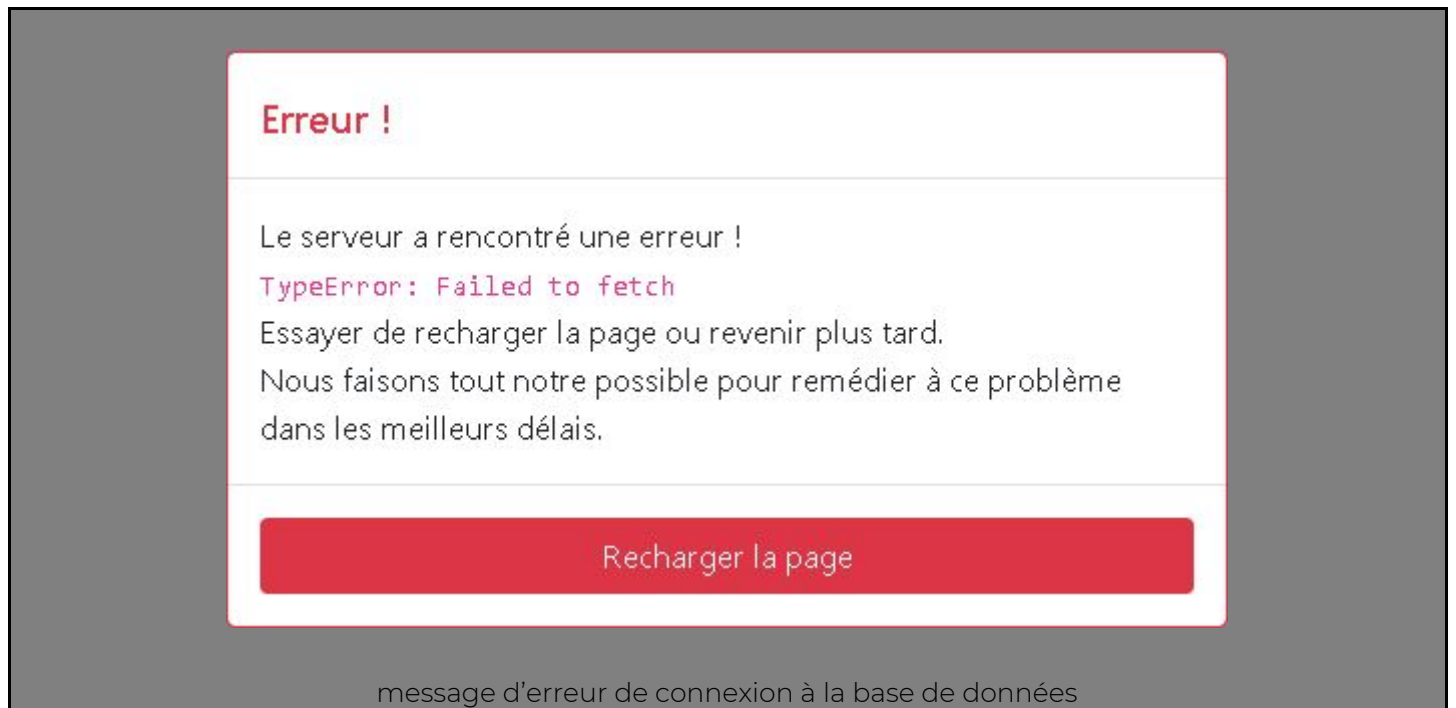 Erreur !
Le serveur a rencontré une erreur !
TypeError: Failed to fetch
Essayer de recharger la page ou revenir plus tard.
Nous faisons tout notre possible pour remédier à ce problème
dans les meilleurs délais.
Recharger la page
message d’erreur de connexion à la base de données